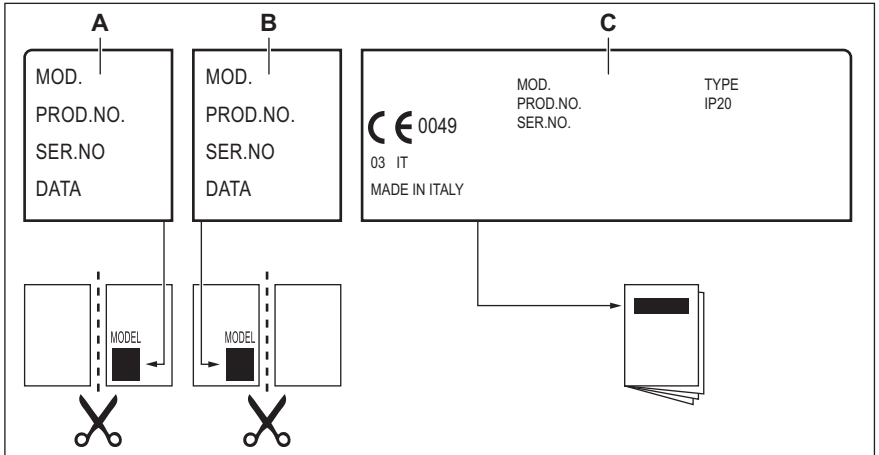 A
B
C
MOD.
PROD.NO.
SER.NO
DATA
MOD.
PROD.NO.
SER.NO
DATA
MOD.
PROD.NO.
SER.NO.
TYPE
IP20
CE 0049
03 IT
MADE IN ITALY
MODEL
MODEL